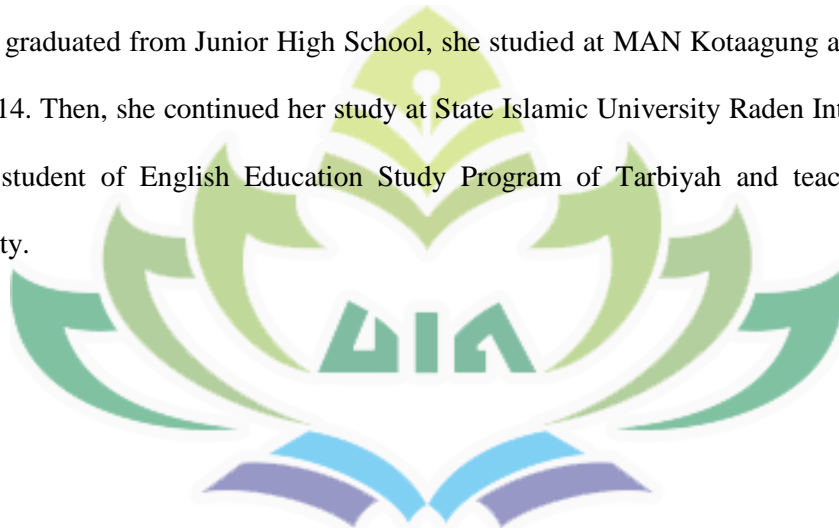 graduated from Junior High School, she studied at MAN Kotaagung a
14. Then, she continued her study at State Islamic University Raden Int
student of English Education Study Program of Tarbiyah and teac
ty.
UIN